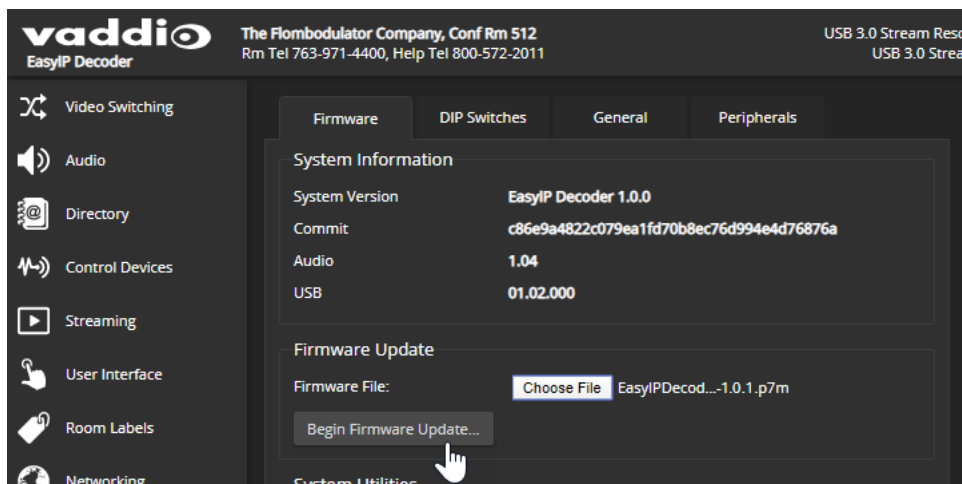 vaddio
EasyIP Decoder
The Flombodulator Company, Conf Rm 512
Rm Tel 763-971-4400, Help Tel 800-572-2011
USB 3.0 Stream Reso
USB 3.0 Strea
Video Switching
Audio
Directory
Control Devices
Streaming
User Interface
Room Labels
Networking
Firmware DIP Switches General Peripherals
System Information
System Version EasyIP Decoder 1.0.0
Commit c86e9a4822c079ea1fd70b8ec76d994e4d76876a
Audio 1.04
USB 01.02.000
Firmware Update
Firmware File: Choose File EasyIPDecod...-1.0.1.p7m
Begin Firmware Update...
System Utilities